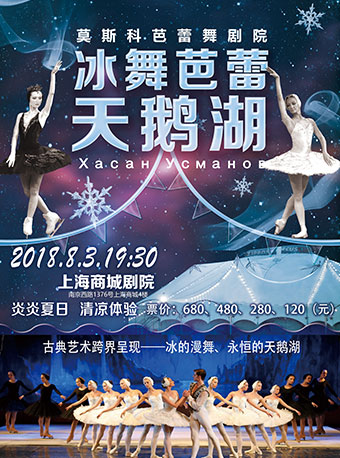 莫斯科芭蕾舞剧院
冰舞芭蕾
天鹅湖
Хасан Усманов
2018.8.3.19:30
上海商城剧院
南京西路1376号上海商城4楼
炎炎夏日 清凉体验 票价：680、480、280、120（元）
古典艺术跨界呈现——冰的漫舞、永恒的天鹅湖